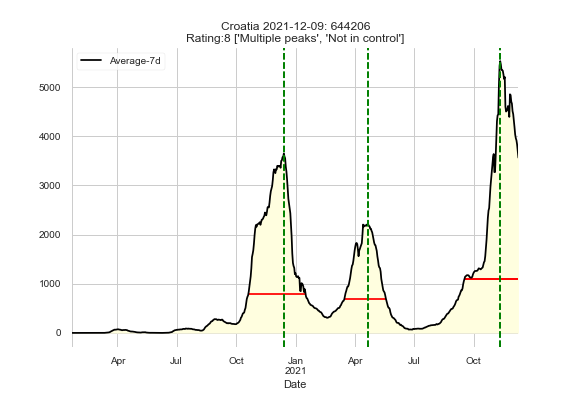 Croatia 2021-12-09: 644206
Rating:8 ['Multiple peaks', 'Not in control']
Average-7d
5000
4000
3000
2000
1000
0
Apr Jul Oct Jan Apr Jul Oct
2021
Date